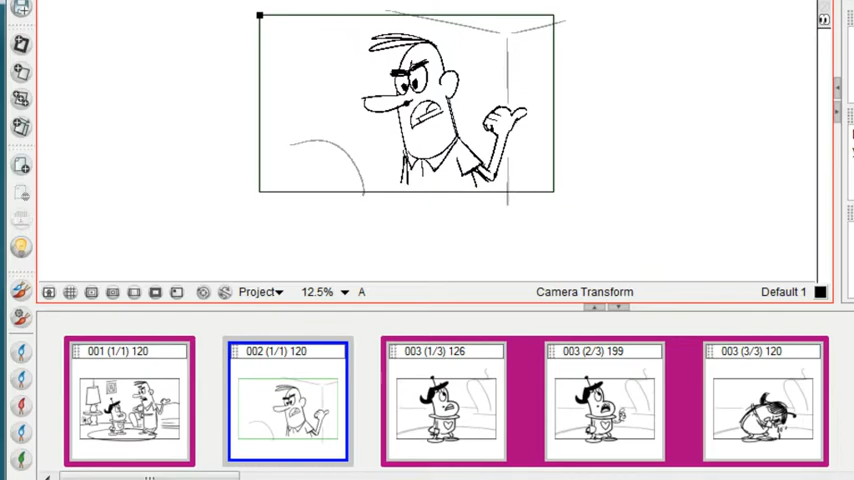 Project 12.5% A Camera Transform Default 1
001 (1/1) 120 002 (1/1) 120 003 (1/3) 126 003 (2/3) 199 003 (3/3) 120